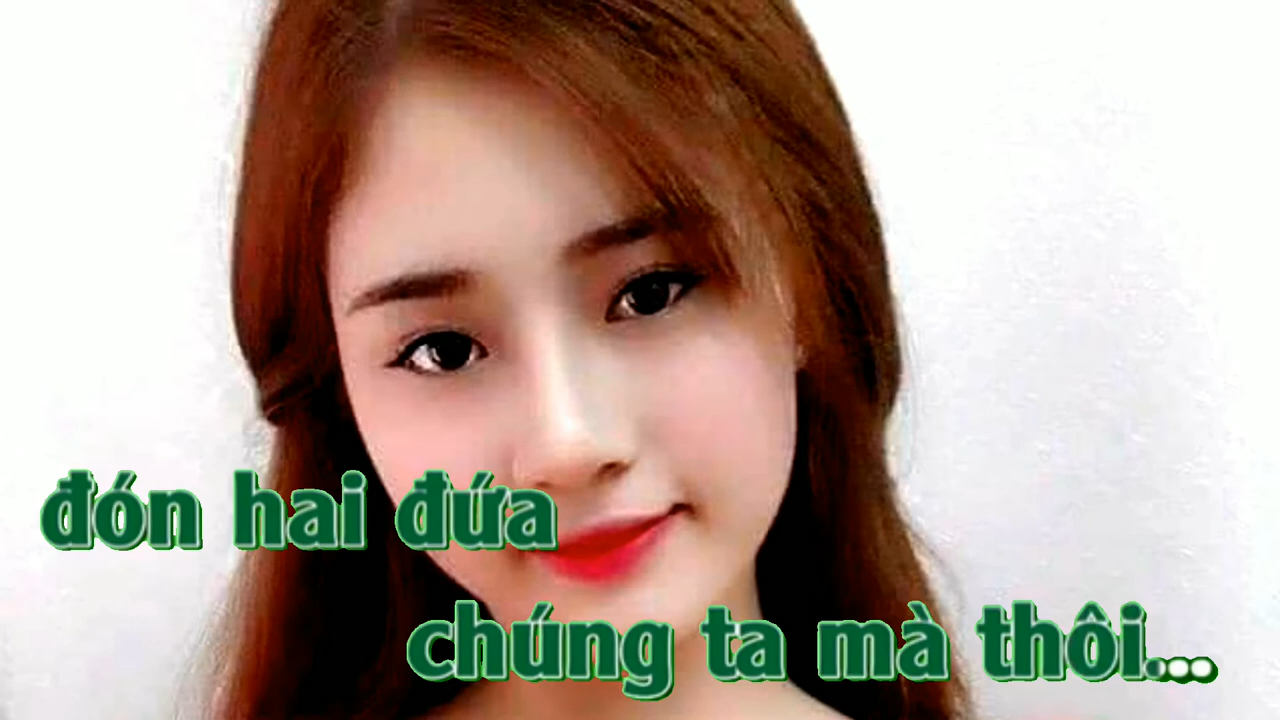 đón hai đứa
chúng ta mà thôi...